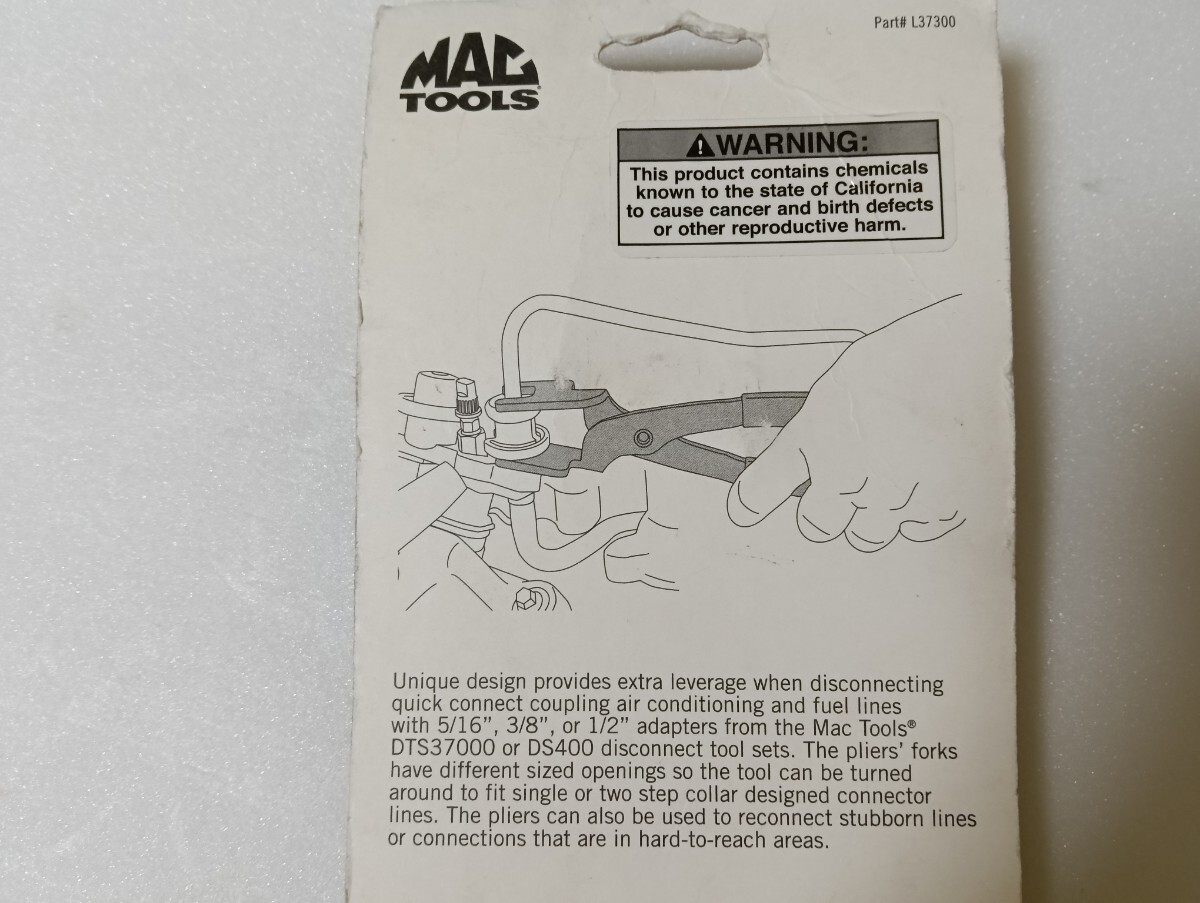 Part# L37300
MAC
TOOLS
WARNING:
This product contains chemicals
known to the state of California
to cause cancer and birth defects
or other reproductive harm.
Unique design provides extra leverage when disconnecting
quick connect coupling air conditioning and fuel lines
with 5/16”, 3/8”, or 1/2” adapters from the Mac Tools®
DTS37000 or DS400 disconnect tool sets. The pliers’ forks
have different sized openings so the tool can be turned
around to fit single or two step collar designed connector
lines. The pliers can also be used to reconnect stubborn lines
or connections that are in hard-to-reach areas.